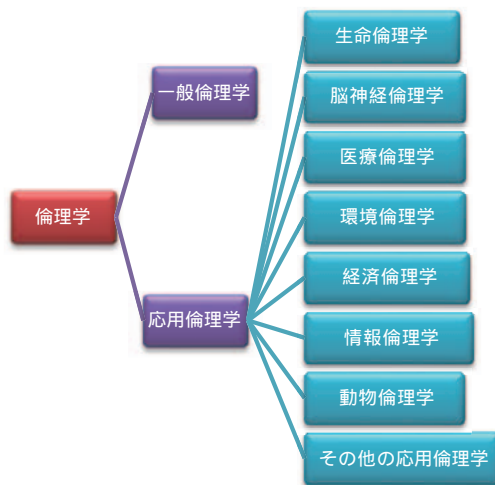 倫理学
一般倫理学
応用倫理学
生命倫理学
脳神経倫理学
医療倫理学
環境倫理学
経済倫理学
情報倫理学
動物倫理学
その他の応用倫理学